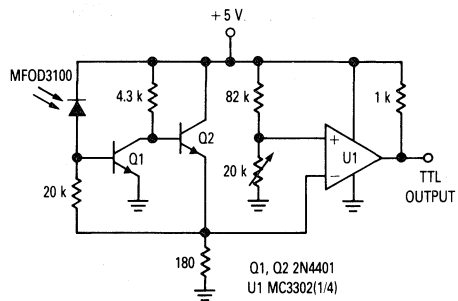 +5 V
MFOD3100
4.3 k
82 k
1 k
Q2
Q1
+
U1
−
20 k
20 k
TTL
OUTPUT
180
Q1, Q2 2N4401
U1 MC3302(1/4)